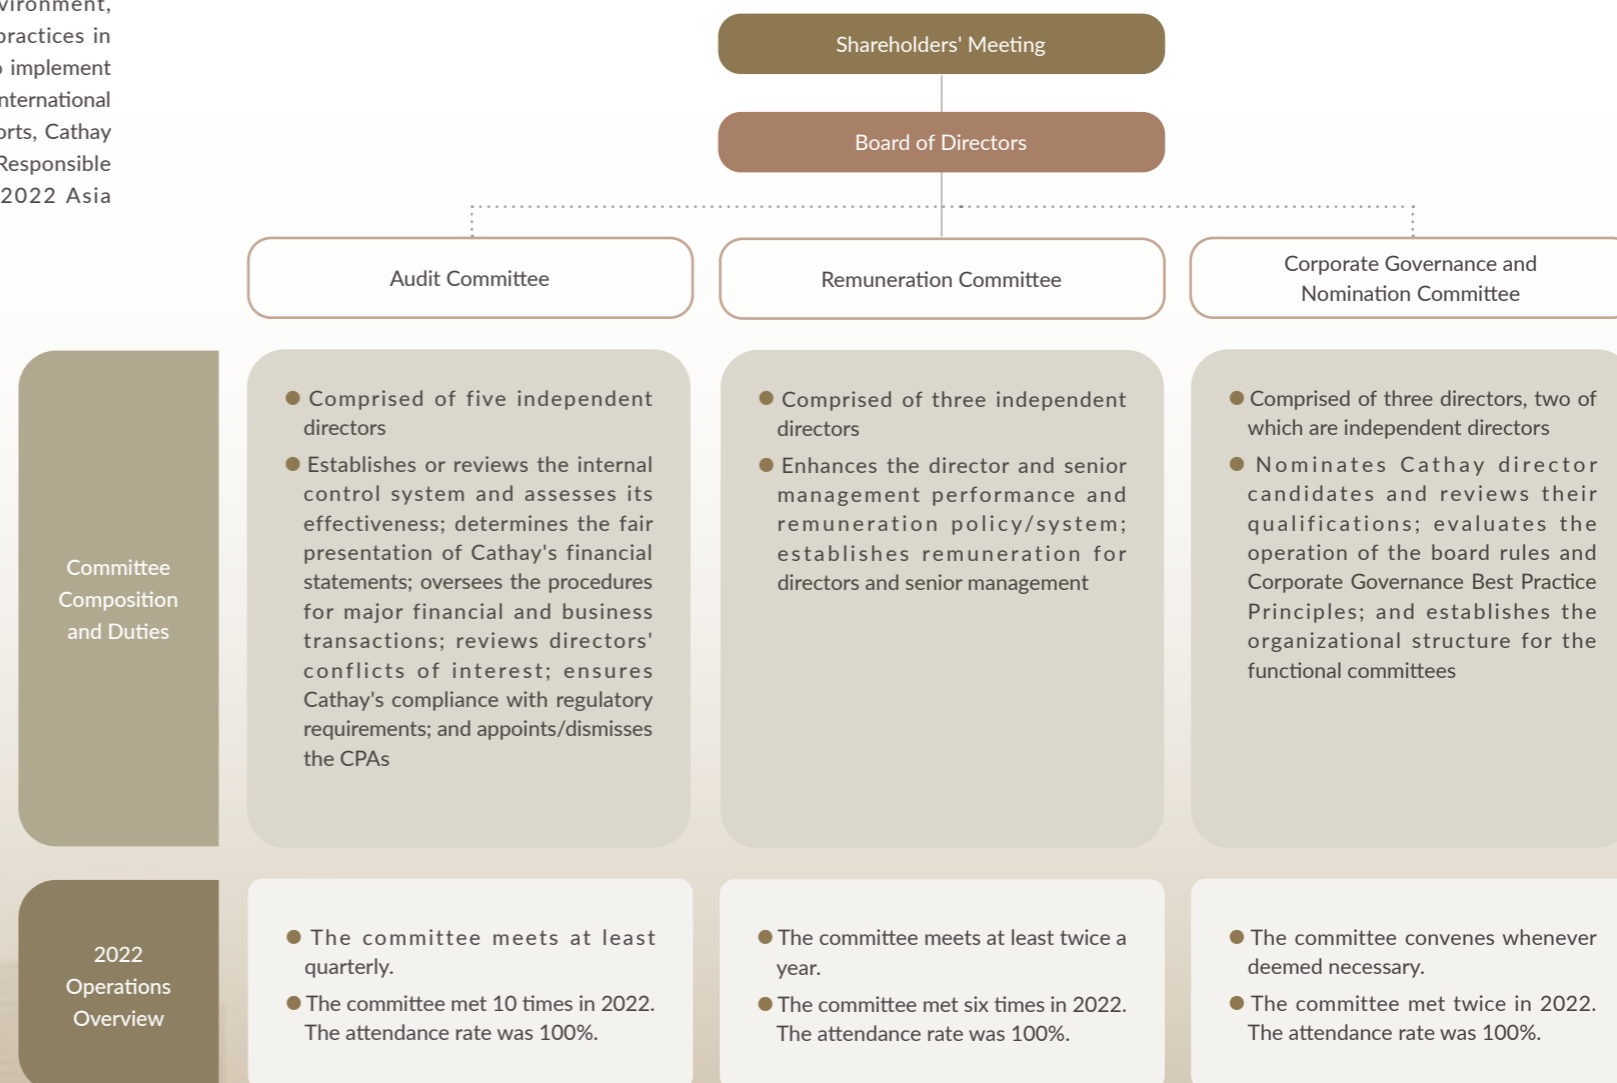 practices in
implement
orts, Cathay
Responsible
2022 Asia
Shareholders' Meeting
Board of Directors
Audit Committee
Remuneration Committee
Corporate Governance and
Nomination Committee
Committee
Composition
and Duties
● Comprised of five independent
directors
● Establishes or reviews the internal
control system and assesses its
effectiveness; determines the fair
presentation of Cathay's financial
statements; oversees the procedures
for major financial and business
transactions; reviews directors'
conflicts of interest; ensures
Cathay's compliance with regulatory
requirements; and appoints/dismisses
the CPAs
● Comprised of three independent
directors
● Enhances the director and senior
management performance and
remuneration policy/system;
establishes remuneration for
directors and senior management
● Comprised of three directors, two of
which are independent directors
● Nominates Cathay director
candidates and reviews their
qualifications; evaluates the
operation of the board rules and
Corporate Governance Best Practice
Principles; and establishes the
organizational structure for the
functional committees
2022
Operations
Overview
● The committee meets at least
quarterly.
● The committee met 10 times in 2022.
The attendance rate was 100%.
● The committee meets at least twice a
year.
● The committee met six times in 2022.
The attendance rate was 100%.
● The committee convenes whenever
deemed necessary.
● The committee met twice in 2022.
The attendance rate was 100%.